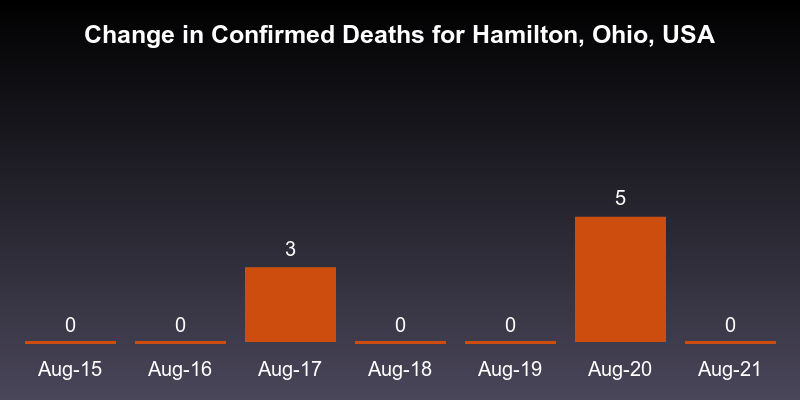 Change in Confirmed Deaths for Hamilton, Ohio, USA
0 0 3 0 0 5 0
Aug-15 Aug-16 Aug-17 Aug-18 Aug-19 Aug-20 Aug-21